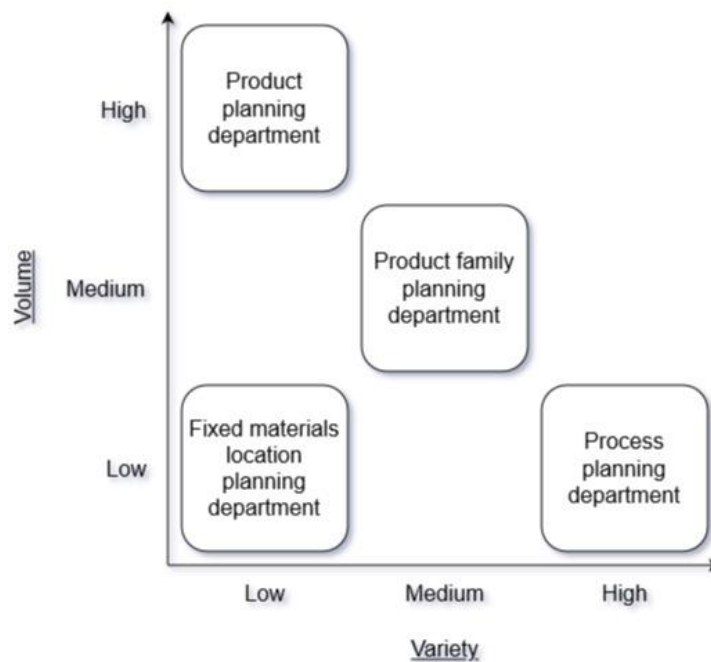 High
Product
planning
department
Volume
Medium
Product family
planning
department
Low
Fixed materials
location
planning
department
Process
planning
department
Low
Medium
High
Variety